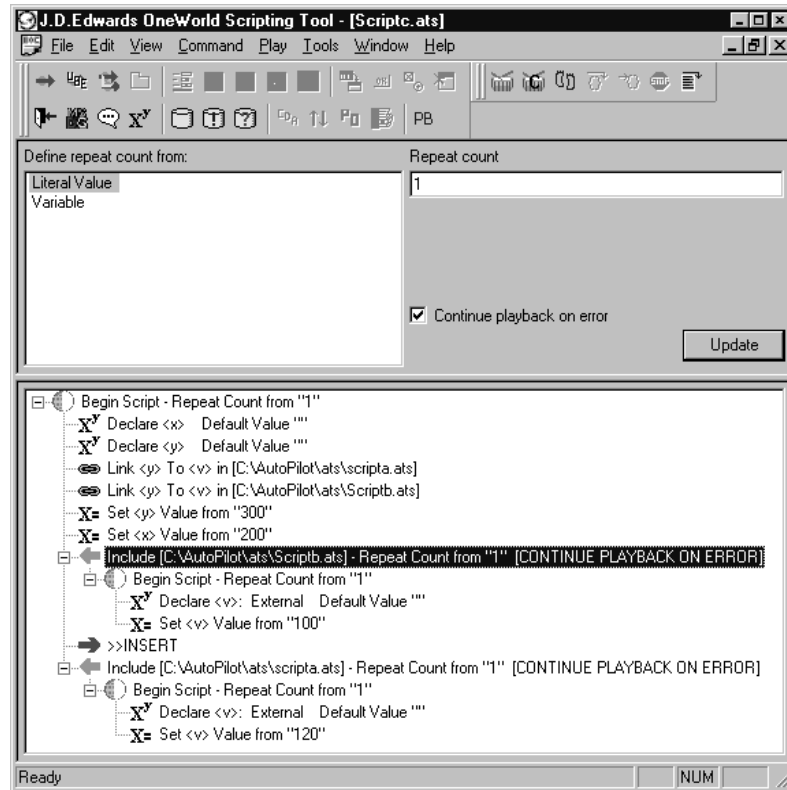 J.D.Edwards OneWorld Scripting Tool - [Scriptc.ats]
File Edit View Command Play Tools Window Help
PB
Define repeat count from:
Repeat count
Literal Value
Variable
1
Continue playback on error
Update
Begin Script - Repeat Count from "1"
Declare <x> Default Value ""
Declare <y> Default Value ""
Link <y> To <v> in [C:\AutoPilot\ats\scripta.ats]
Link <y> To <v> in [C:\AutoPilot\ats\Scriptb.ats]
Set <y> Value from "300"
Set <x> Value from "200"
Include [C:\AutoPilot\ats\Scriptb.ats] - Repeat Count from "1" [CONTINUE PLAYBACK ON ERROR]
Begin Script - Repeat Count from "1"
Declare <v>: External Default Value ""
Set <v> Value from "100"
>>INSERT
Include [C:\AutoPilot\ats\scripta.ats] - Repeat Count from "1" [CONTINUE PLAYBACK ON ERROR]
Begin Script - Repeat Count from "1"
Declare <v>: External Default Value ""
Set <v> Value from "120"
Ready
NUM